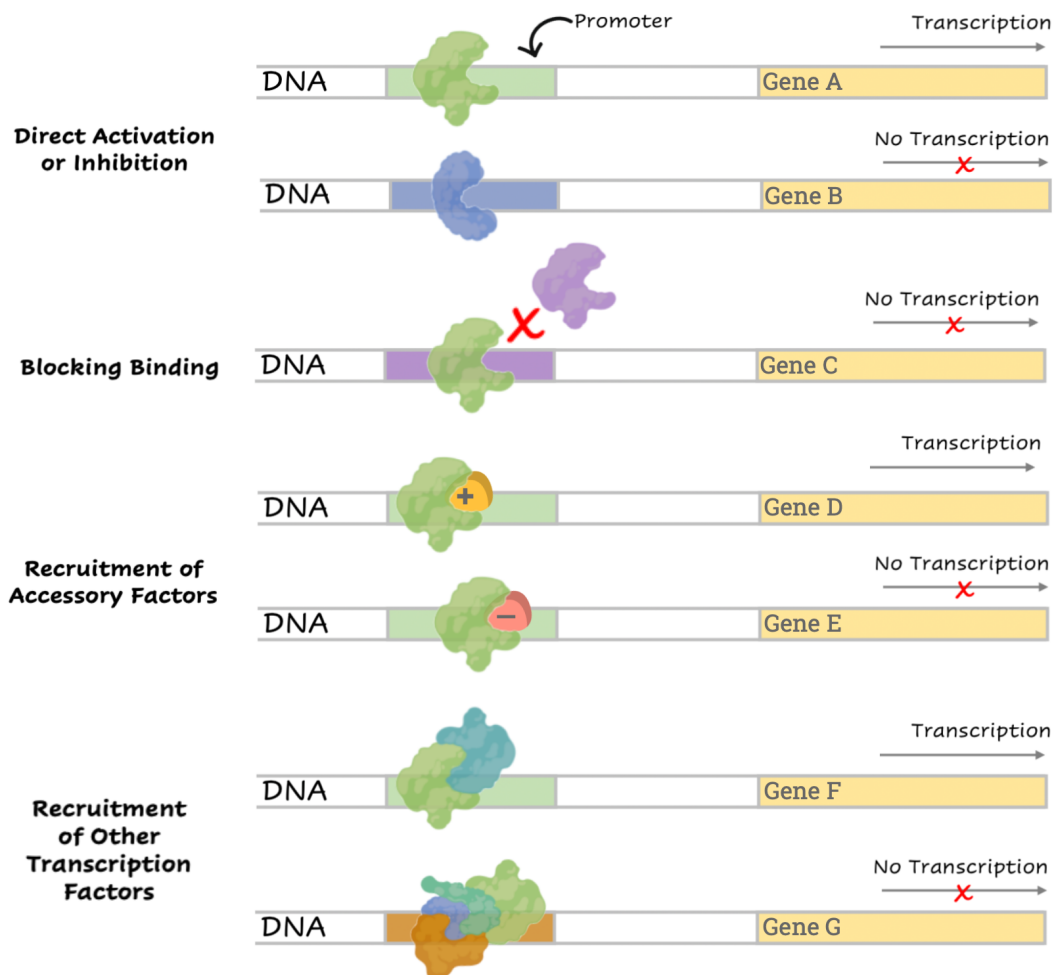 Promoter
Transcription
DNA
Gene A
Direct Activation
or Inhibition
No Transcription
X
DNA
Gene B
X
No Transcription
X
Blocking Binding
DNA
Gene C
Transcription
+
DNA
Gene D
Recruitment of
Accessory Factors
No Transcription
X
−
DNA
Gene E
Transcription
DNA
Gene F
Recruitment
of Other
Transcription
Factors
No Transcription
X
DNA
Gene G